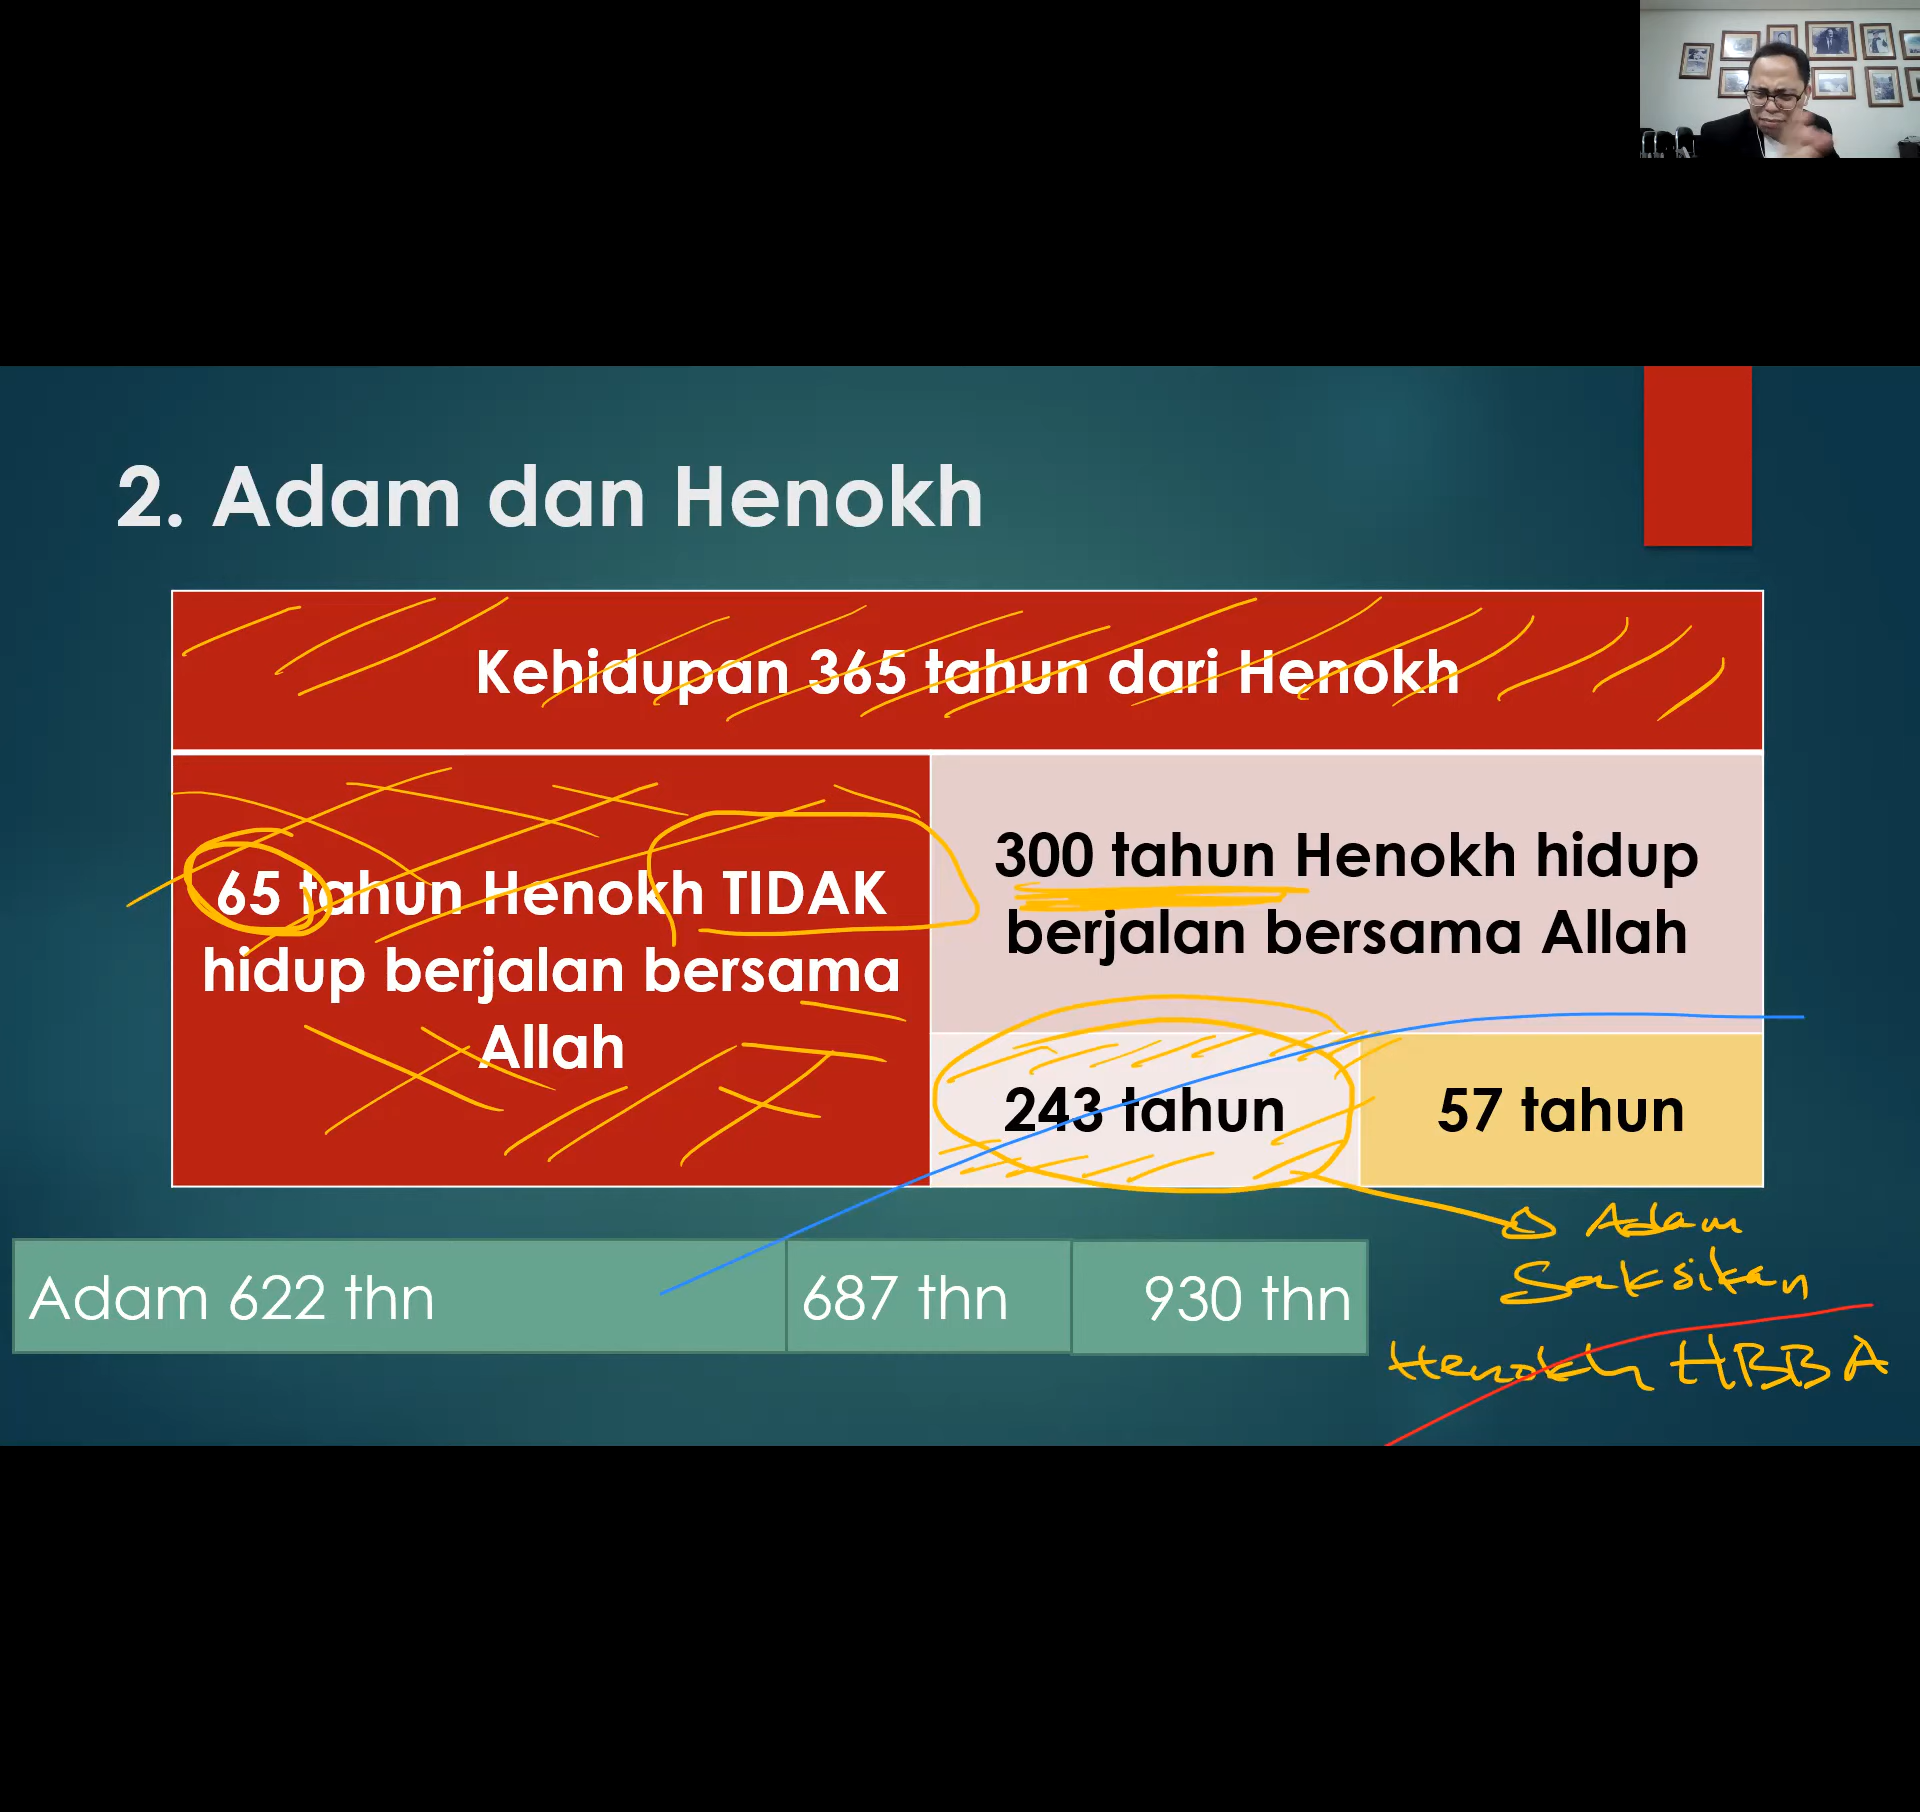 2. Adam dan Henokh
Kehidupan 365 tahun dari Henokh
65 tahun Henokh TIDAK
hidup berjalan bersama
Allah
300 tahun Henokh hidup
berjalan bersama Allah
243 tahun
57 tahun
Adam
Saksikan
Henokh HBBA
Adam 622 thn
687 thn
930 thn